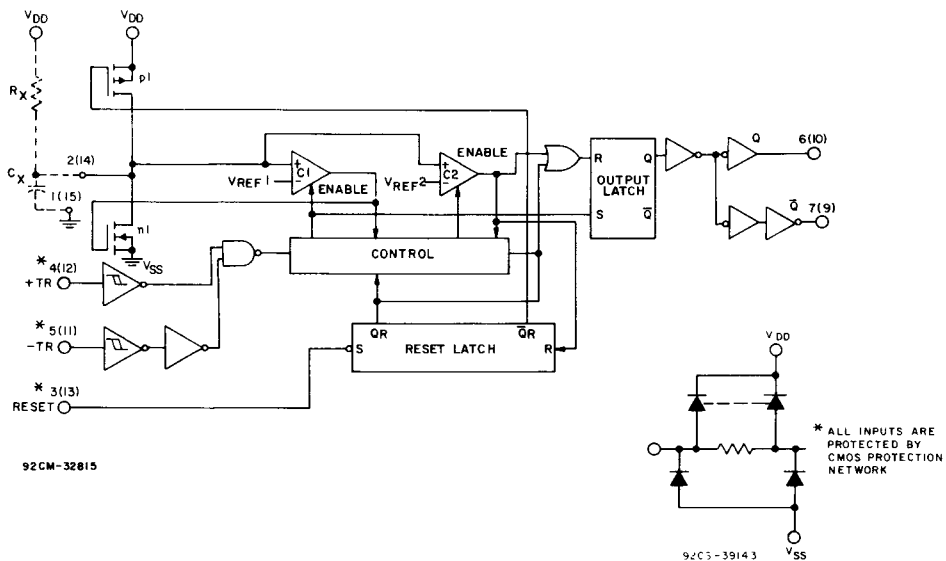 VDD
VDD
RX
p1
2(14)
CX
1(15)
n1
VSS
+
−
C1
VREF1
ENABLE
+
−
C2
VREF2
ENABLE
R
Q
OUTPUT
LATCH
S
Q̅
Q
6(10)
Q̅
7(9)
CONTROL
* 4(12)
+TR
* 5(11)
−TR
* 3(13)
RESET
QR
Q̅R
S
RESET LATCH
R
92CM-32815
VDD
* ALL INPUTS ARE
PROTECTED BY
CMOS PROTECTION
NETWORK
VSS
92CS-39143